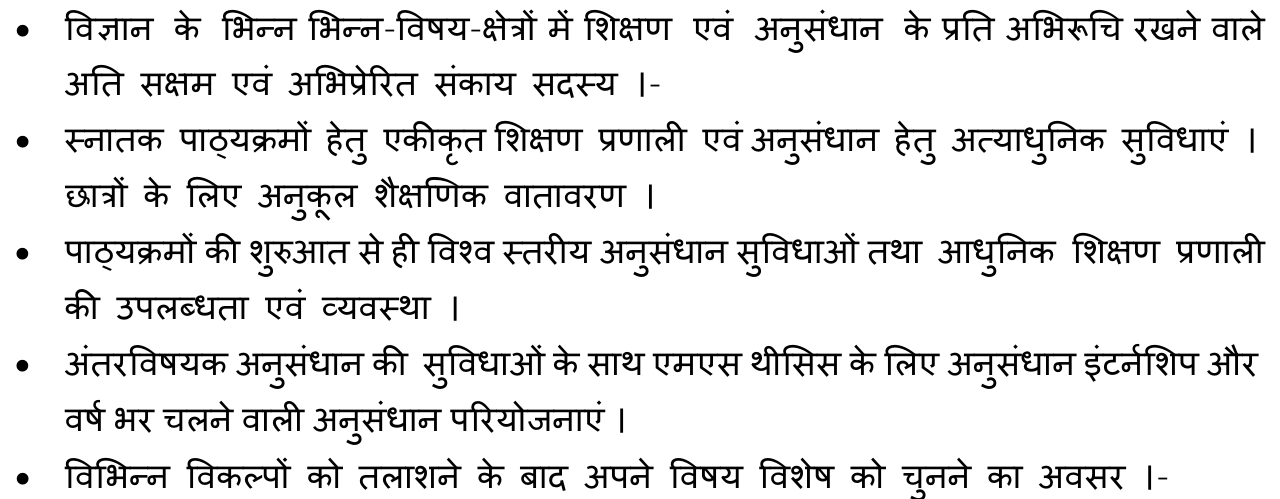 • विज्ञान के भिन्न भिन्न-विषय-क्षेत्रों में शिक्षण एवं अनुसंधान के प्रति अभिरूचि रखने वाले
अति सक्षम एवं अभिप्रेरित संकाय सदस्य ।-
• स्नातक पाठ्यक्रमों हेतु एकीकृत शिक्षण प्रणाली एवं अनुसंधान हेतु अत्याधुनिक सुविधाएं ।
छात्रों के लिए अनुकूल शैक्षणिक वातावरण ।
• पाठ्यक्रमों की शुरुआत से ही विश्व स्तरीय अनुसंधान सुविधाओं तथा आधुनिक शिक्षण प्रणाली
की उपलब्धता एवं व्यवस्था ।
• अंतरविषयक अनुसंधान की सुविधाओं के साथ एमएस थीसिस के लिए अनुसंधान इंटर्नशिप और
वर्ष भर चलने वाली अनुसंधान परियोजनाएं ।
• विभिन्न विकल्पों को तलाशने के बाद अपने विषय विशेष को चुनने का अवसर ।-